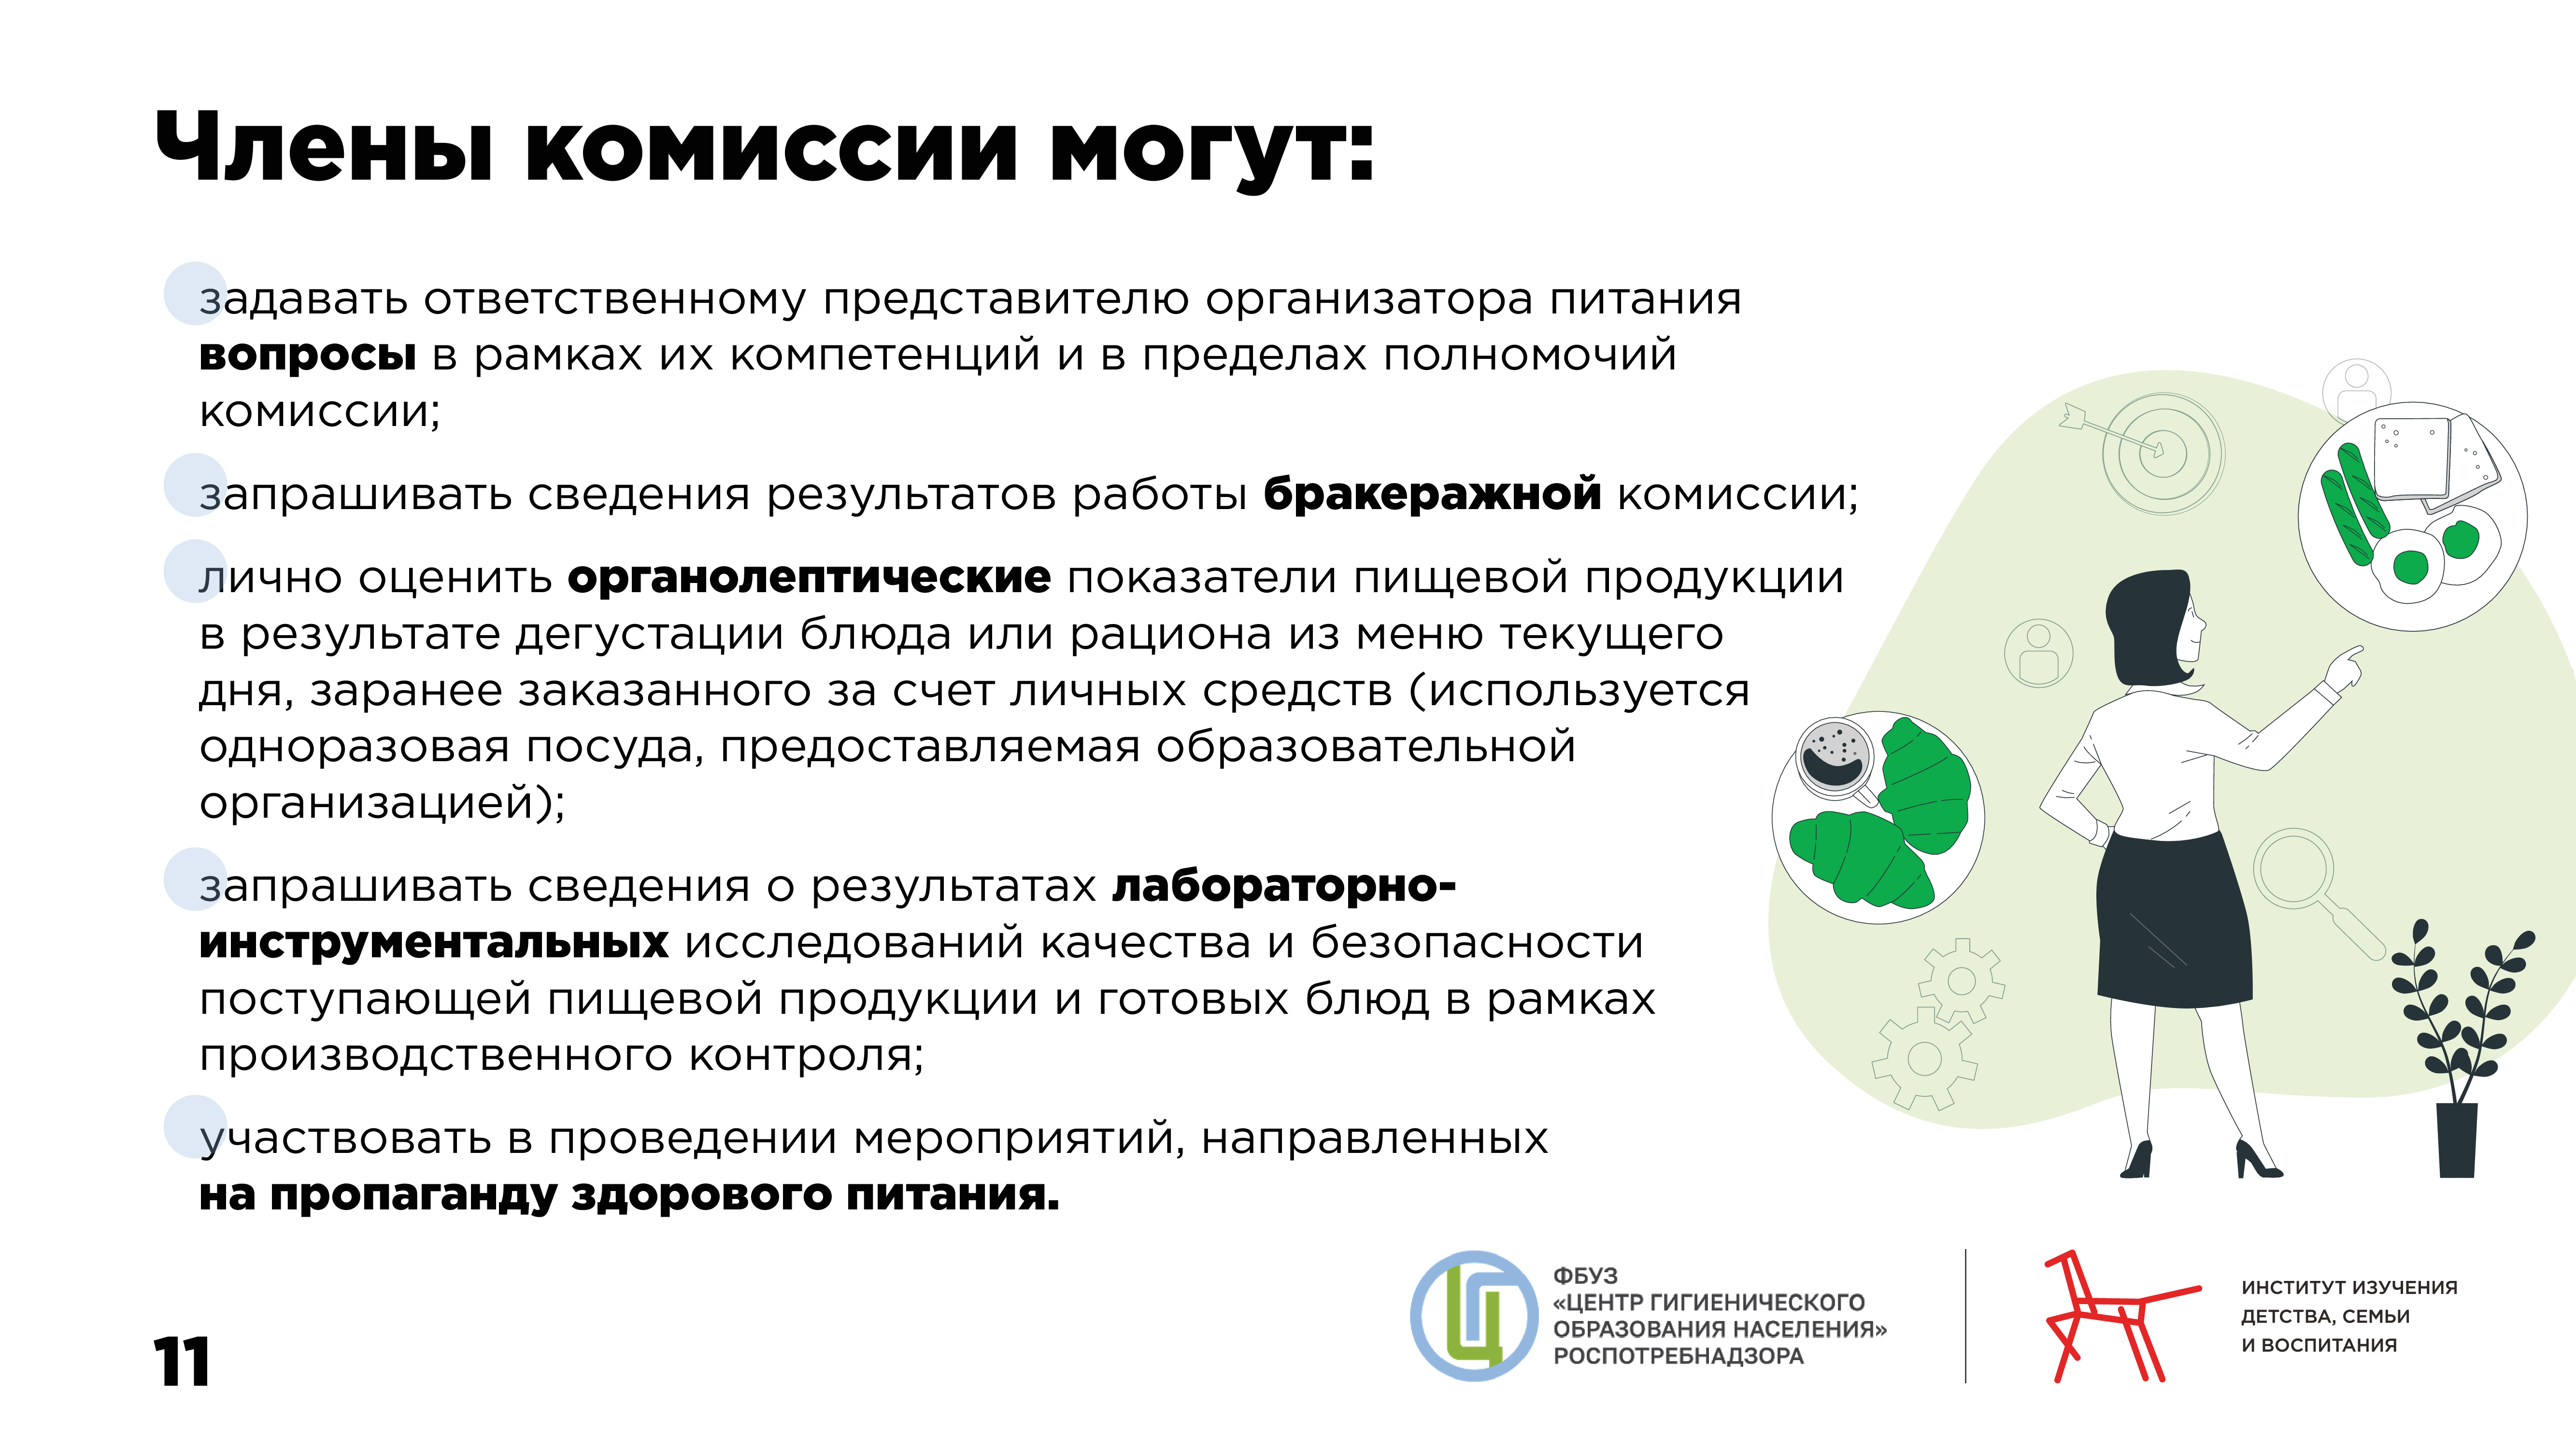 Члены комиссии могут:
задавать ответственному представителю организатора питания
вопросы в рамках их компетенций и в пределах полномочий
комиссии;
запрашивать сведения результатов работы бракеражной комиссии;
лично оценить органолептические показатели пищевой продукции
в результате дегустации блюда или рациона из меню текущего
дня, заранее заказанного за счет личных средств (используется
одноразовая посуда, предоставляемая образовательной
организацией);
запрашивать сведения о результатах лабораторно-
инструментальных исследований качества и безопасности
поступающей пищевой продукции и готовых блюд в рамках
производственного контроля;
участвовать в проведении мероприятий, направленных
на пропаганду здорового питания.
ФБУЗ
«ЦЕНТР ГИГИЕНИЧЕСКОГО
ОБРАЗОВАНИЯ НАСЕЛЕНИЯ»
РОСПОТРЕБНАДЗОРА
ИНСТИТУТ ИЗУЧЕНИЯ
ДЕТСТВА, СЕМЬИ
И ВОСПИТАНИЯ
11